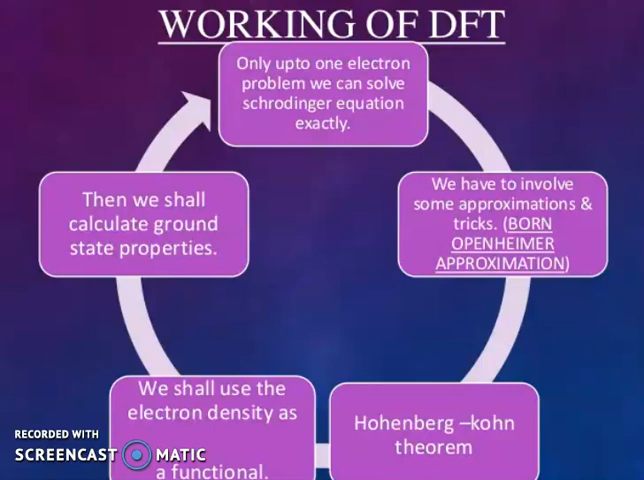 WORKING OF DFT
Only upto one electron
problem we can solve
schrodinger equation
exactly.
We have to involve
some approximations &
tricks. (BORN
OPENHEIMER
APPROXIMATION)
Hohenberg –kohn
theorem
We shall use the
electron density as
a functional.
Then we shall
calculate ground
state properties.
RECORDED WITH
SCREENCAST MATIC